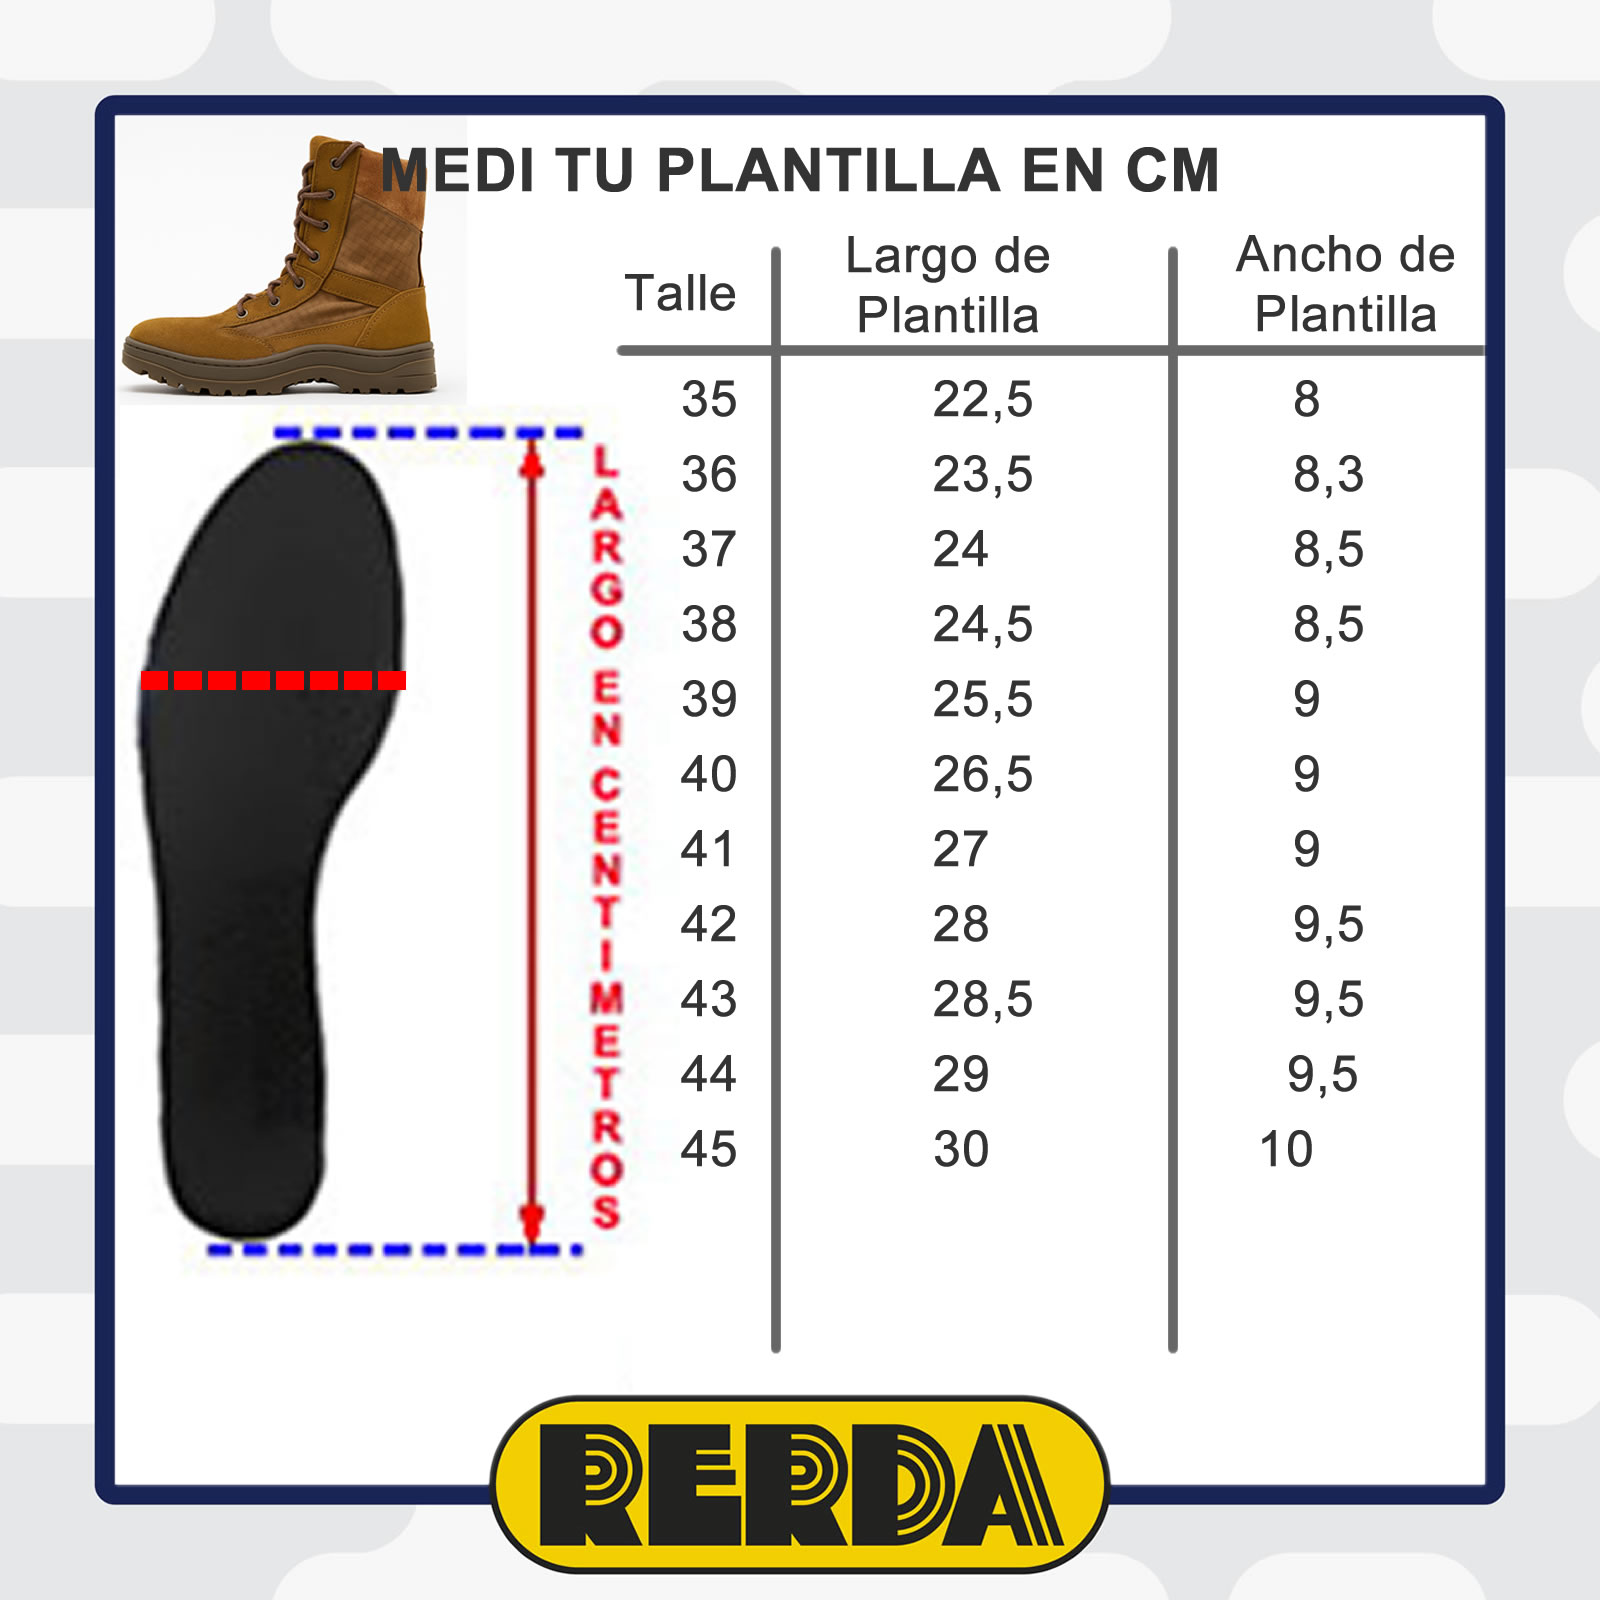 MEDI TU PLANTILLA EN CM
Talle
Largo de
Plantilla
Ancho de
Plantilla
35 22,5 8
36 23,5 8,3
37 24 8,5
38 24,5 8,5
39 25,5 9
40 26,5 9
41 27 9
42 28 9,5
43 28,5 9,5
44 29 9,5
45 30 10
LARGO EN CENTIMETROS
RERDA